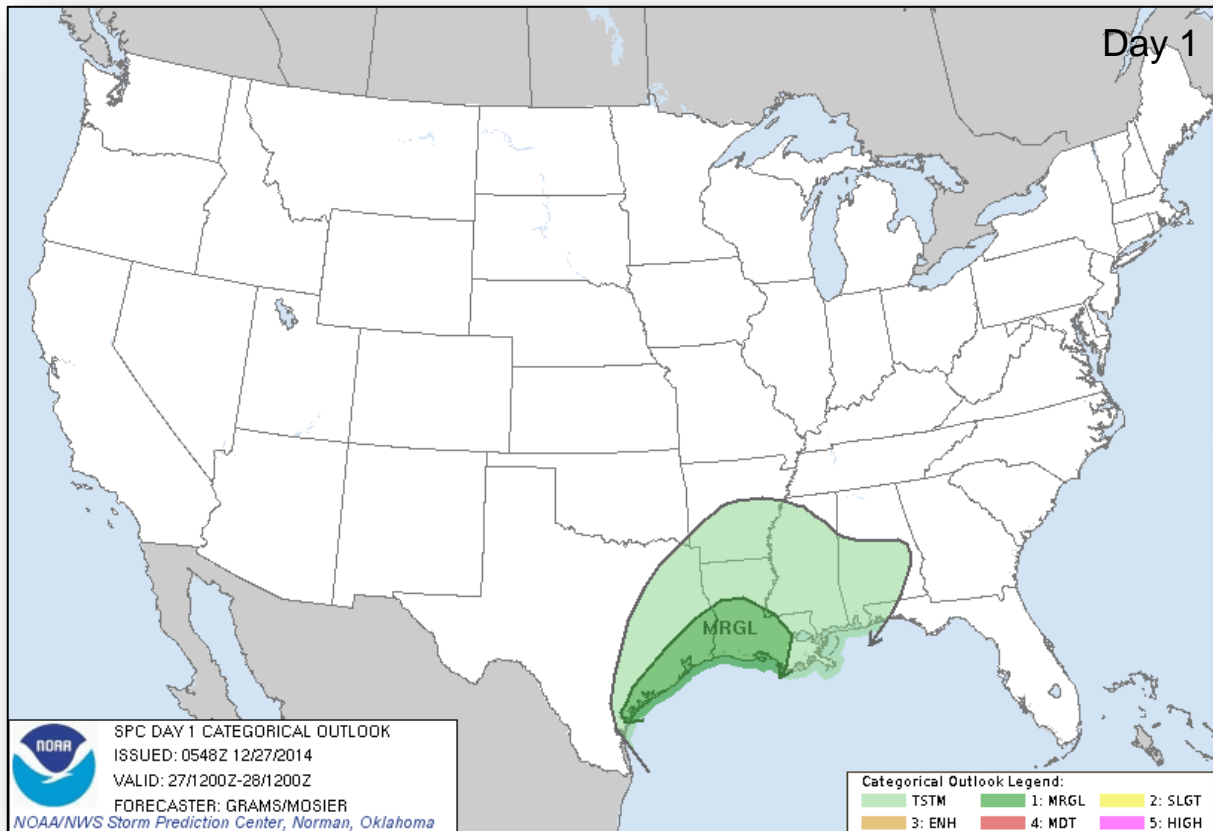 Day 1
MRGL
NOAA
SPC DAY 1 CATEGORICAL OUTLOOK
ISSUED: 0548Z 12/27/2014
VALID: 27/1200Z-28/1200Z
FORECASTER: GRAMS/MOSIER
NOAA/NWS Storm Prediction Center, Norman, Oklahoma
Categorical Outlook Legend:
TSTM 1: MRGL 2: SLGT
3: ENH 4: MDT 5: HIGH